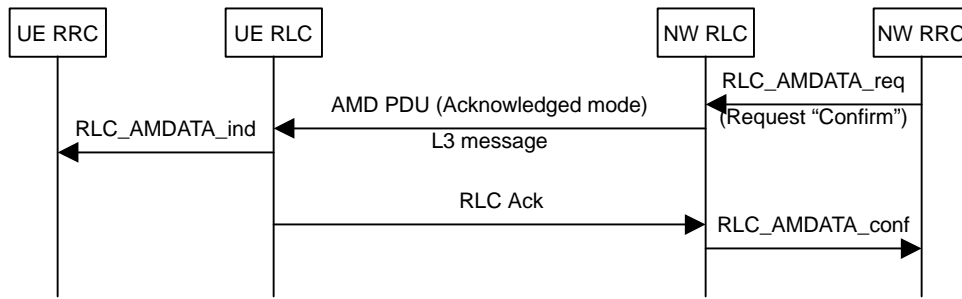 UE RRC
UE RLC
NW RLC
NW RRC
RLC_AMDATA_req
AMD PDU (Acknowledged mode)
(Request “Confirm”)
RLC_AMDATA_ind
L3 message
RLC Ack
RLC_AMDATA_conf